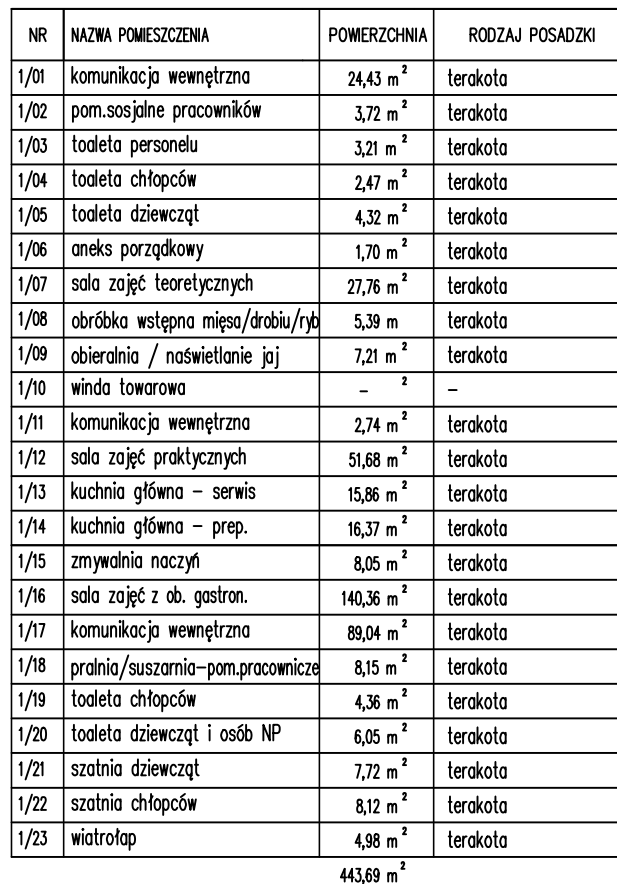 NR NAZWA POMIESZCZENIA POWIERZCHNIA RODZAJ POSADZKI
1/01 komunikacja wewnętrzna 24,43 m² terakota
1/02 pom.sosjalne pracowników 3,72 m² terakota
1/03 toaleta personelu 3,21 m² terakota
1/04 toaleta chłopców 2,47 m² terakota
1/05 toaleta dziewcząt 4,32 m² terakota
1/06 aneks porządkowy 1,70 m² terakota
1/07 sala zajęć teoretycznych 27,76 m² terakota
1/08 obróbka wstępna mięsa/drobiu/ryb 5,39 m terakota
1/09 obieralnia / naświetlanie jaj 7,21 m² terakota
1/10 winda towarowa – ² –
1/11 komunikacja wewnętrzna 2,74 m² terakota
1/12 sala zajęć praktycznych 51,68 m² terakota
1/13 kuchnia główna – serwis 15,86 m² terakota
1/14 kuchnia główna – prep. 16,37 m² terakota
1/15 zmywalnia naczyń 8,05 m² terakota
1/16 sala zajęć z ob. gastron. 140,36 m² terakota
1/17 komunikacja wewnętrzna 89,04 m² terakota
1/18 pralnia/suszarnia–pom.pracownicze 8,15 m² terakota
1/19 toaleta chłopców 4,36 m² terakota
1/20 toaleta dziewcząt i osób NP 6,05 m² terakota
1/21 szatnia dziewcząt 7,72 m² terakota
1/22 szatnia chłopców 8,12 m² terakota
1/23 wiatrołap 4,98 m² terakota
443,69 m²